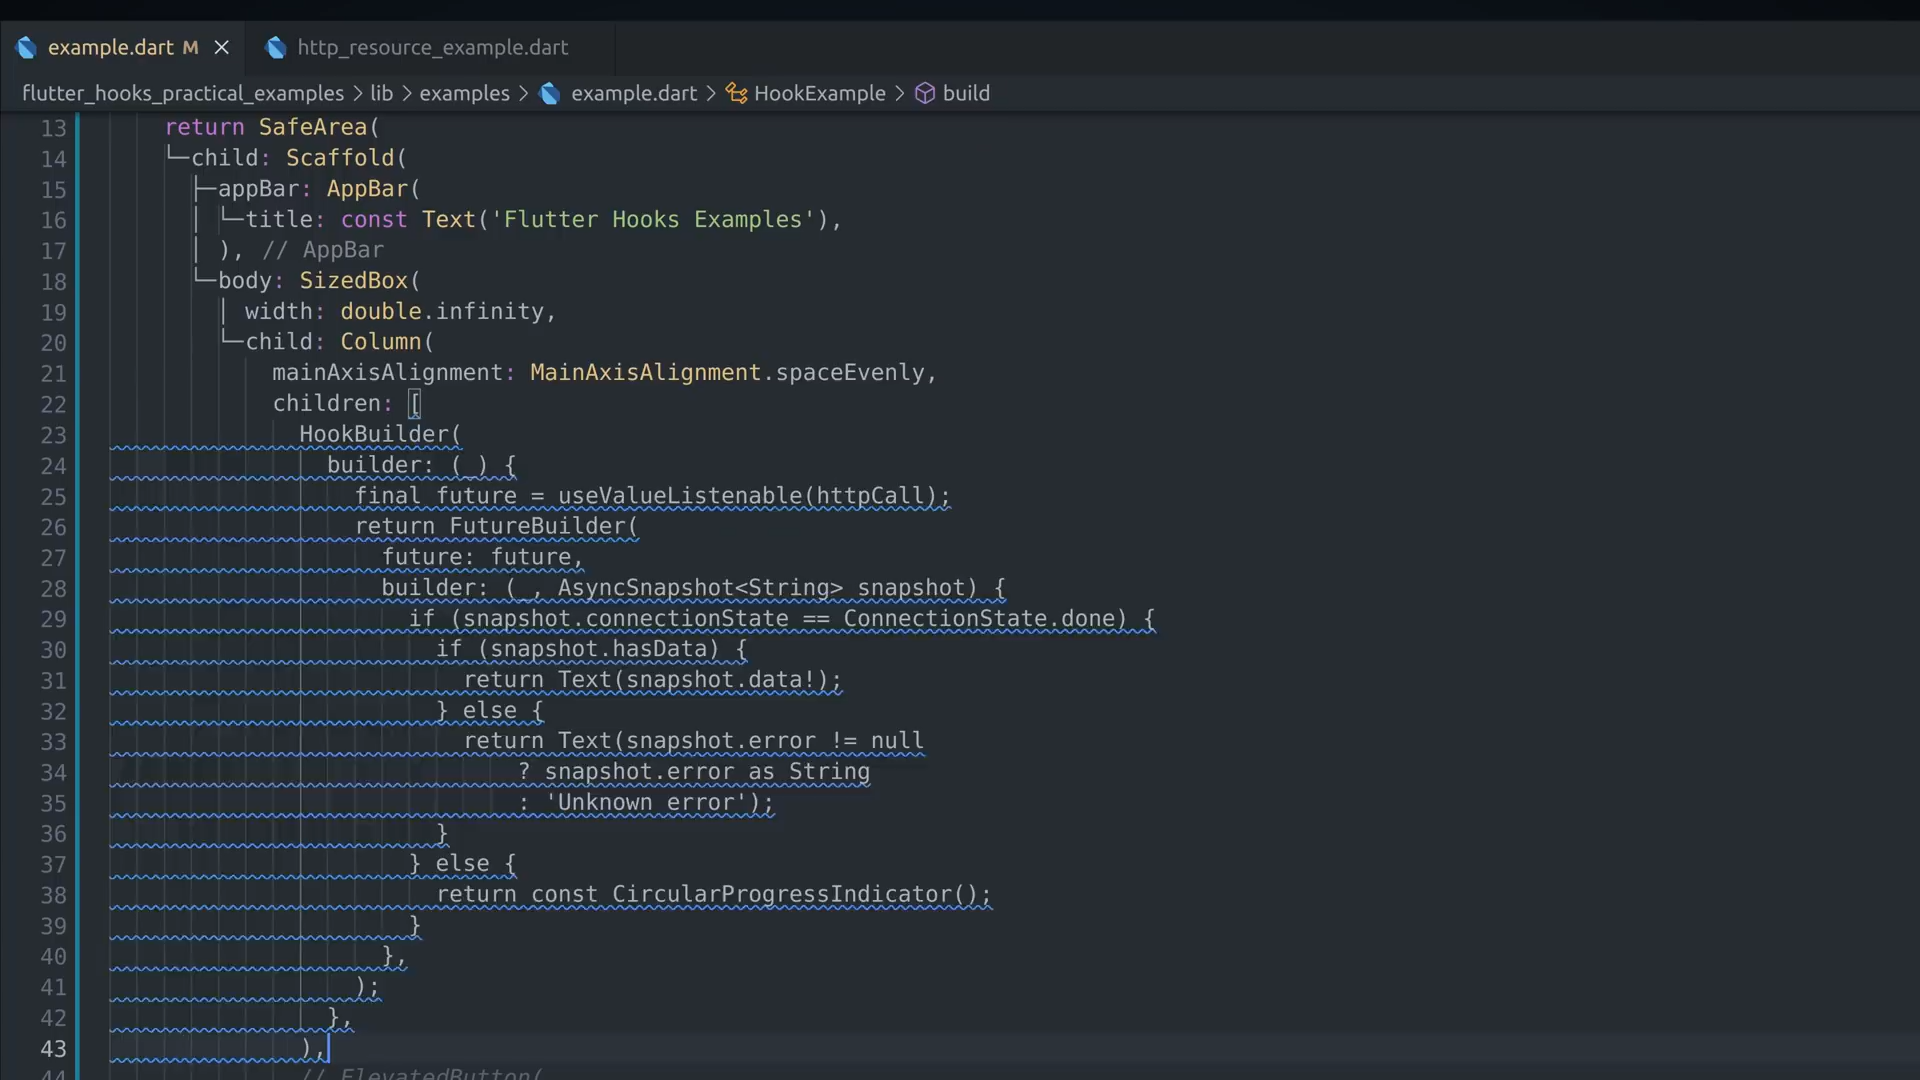 example.dart M
http_resource_example.dart
flutter_hooks_practical_examples > lib > examples > example.dart > HookExample > build
13 return SafeArea(
14 child: Scaffold(
15 appBar: AppBar(
16 title: const Text('Flutter Hooks Examples'),
17 ), // AppBar
18 body: SizedBox(
19 width: double.infinity,
20 child: Column(
21 mainAxisAlignment: MainAxisAlignment.spaceEvenly,
22 children: [
23 HookBuilder(
24 builder: (_) {
25 final future = useValueListenable(httpCall);
26 return FutureBuilder(
27 future: future,
28 builder: (_, AsyncSnapshot<String> snapshot) {
29 if (snapshot.connectionState == ConnectionState.done) {
30 if (snapshot.hasData) {
31 return Text(snapshot.data!);
32 } else {
33 return Text(snapshot.error != null
34 ? snapshot.error as String
35 : 'Unknown error');
36 }
37 } else {
38 return const CircularProgressIndicator();
39 }
40 },
41 );
42 },
43 ),
44 // ElevatedButton(